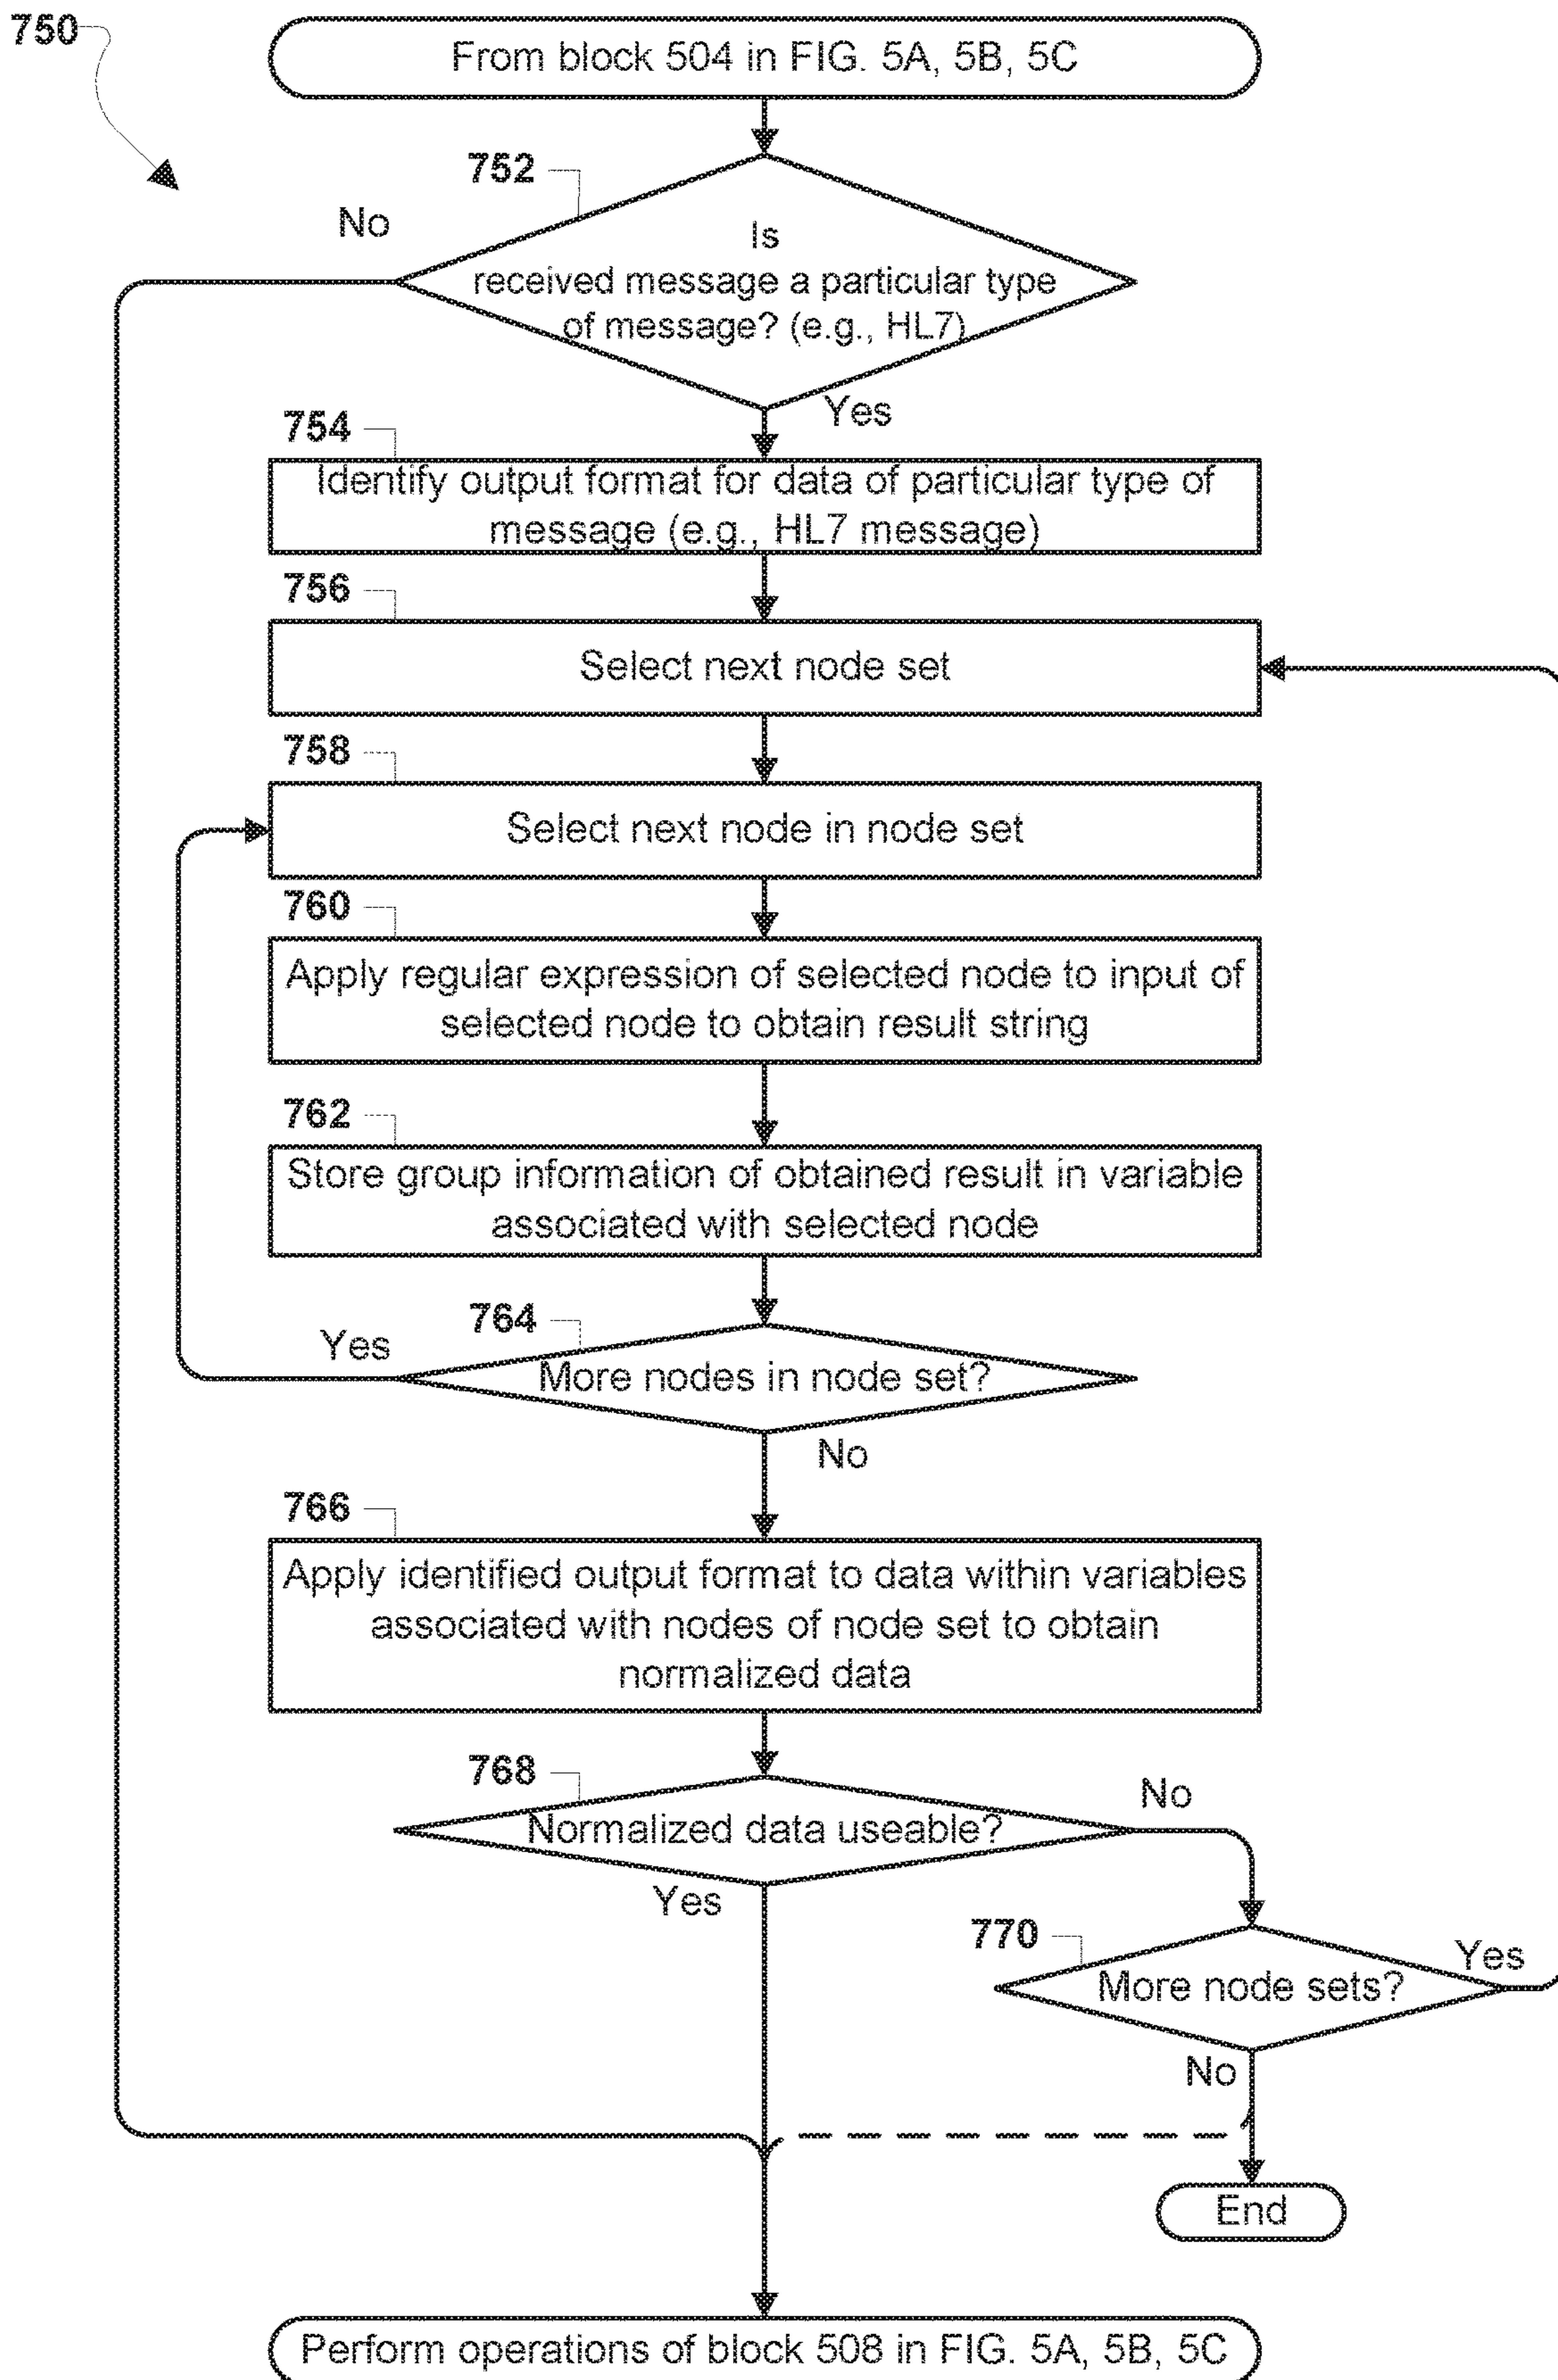 750
From block 504 in FIG. 5A, 5B, 5C
752
No
Is
received message a particular type
of message? (e.g., HL7)
Yes
754
Identify output format for data of particular type of
message (e.g., HL7 message)
756
Select next node set
758
Select next node in node set
760
Apply regular expression of selected node to input of
selected node to obtain result string
762
Store group information of obtained result in variable
associated with selected node
764
Yes
More nodes in node set?
No
766
Apply identified output format to data within variables
associated with nodes of node set to obtain
normalized data
768
No
Normalized data useable?
Yes
770
Yes
More node sets?
No
End
Perform operations of block 508 in FIG. 5A, 5B, 5C